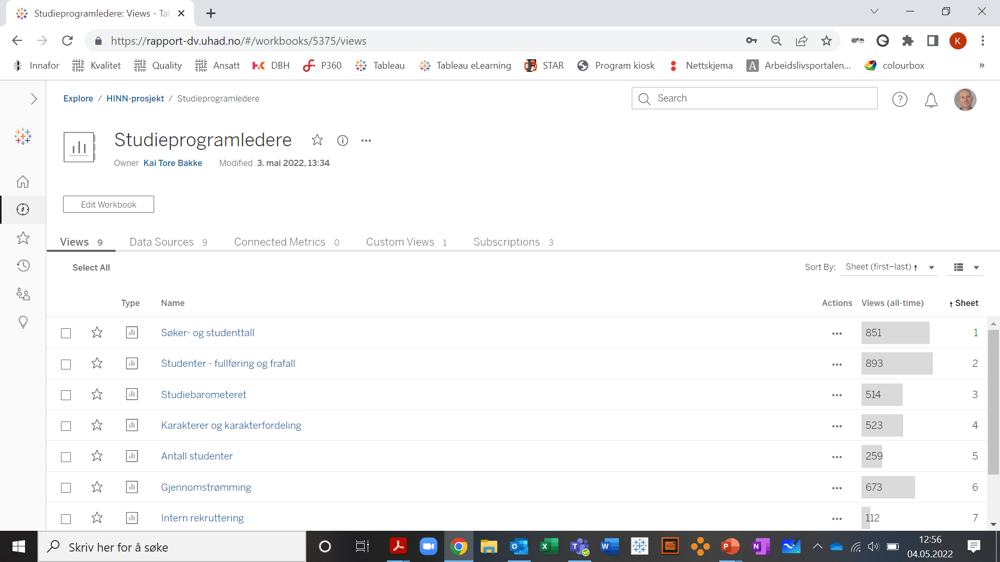 Studieprogramledere: Views - Tab
https://rapport-dv.uhad.no/#/workbooks/5375/views
K
Innafor Kvalitet Quality Ansatt DBH P360 Tableau Tableau eLearning STAR Program kiosk Nettskjema A Arbeidslivsportalen... colourbox »
Explore / HINN-prosjekt / Studieprogramledere
Search
Studieprogramledere
Owner Kai Tore Bakke Modified 3. mai 2022, 13:34
Edit Workbook
Views 9 Data Sources 9 Connected Metrics 0 Custom Views 1 Subscriptions 3
Select All Sort By: Sheet (first–last) ↑
Type Name Actions Views (all-time) ↑ Sheet
Søker- og studenttall 851 1
Studenter - fullføring og frafall 893 2
Studiebarometeret 514 3
Karakterer og karakterfordeling 523 4
Antall studenter 259 5
Gjennomstrømming 673 6
Intern rekruttering 112 7
Skriv her for å søke
12:56
04.05.2022